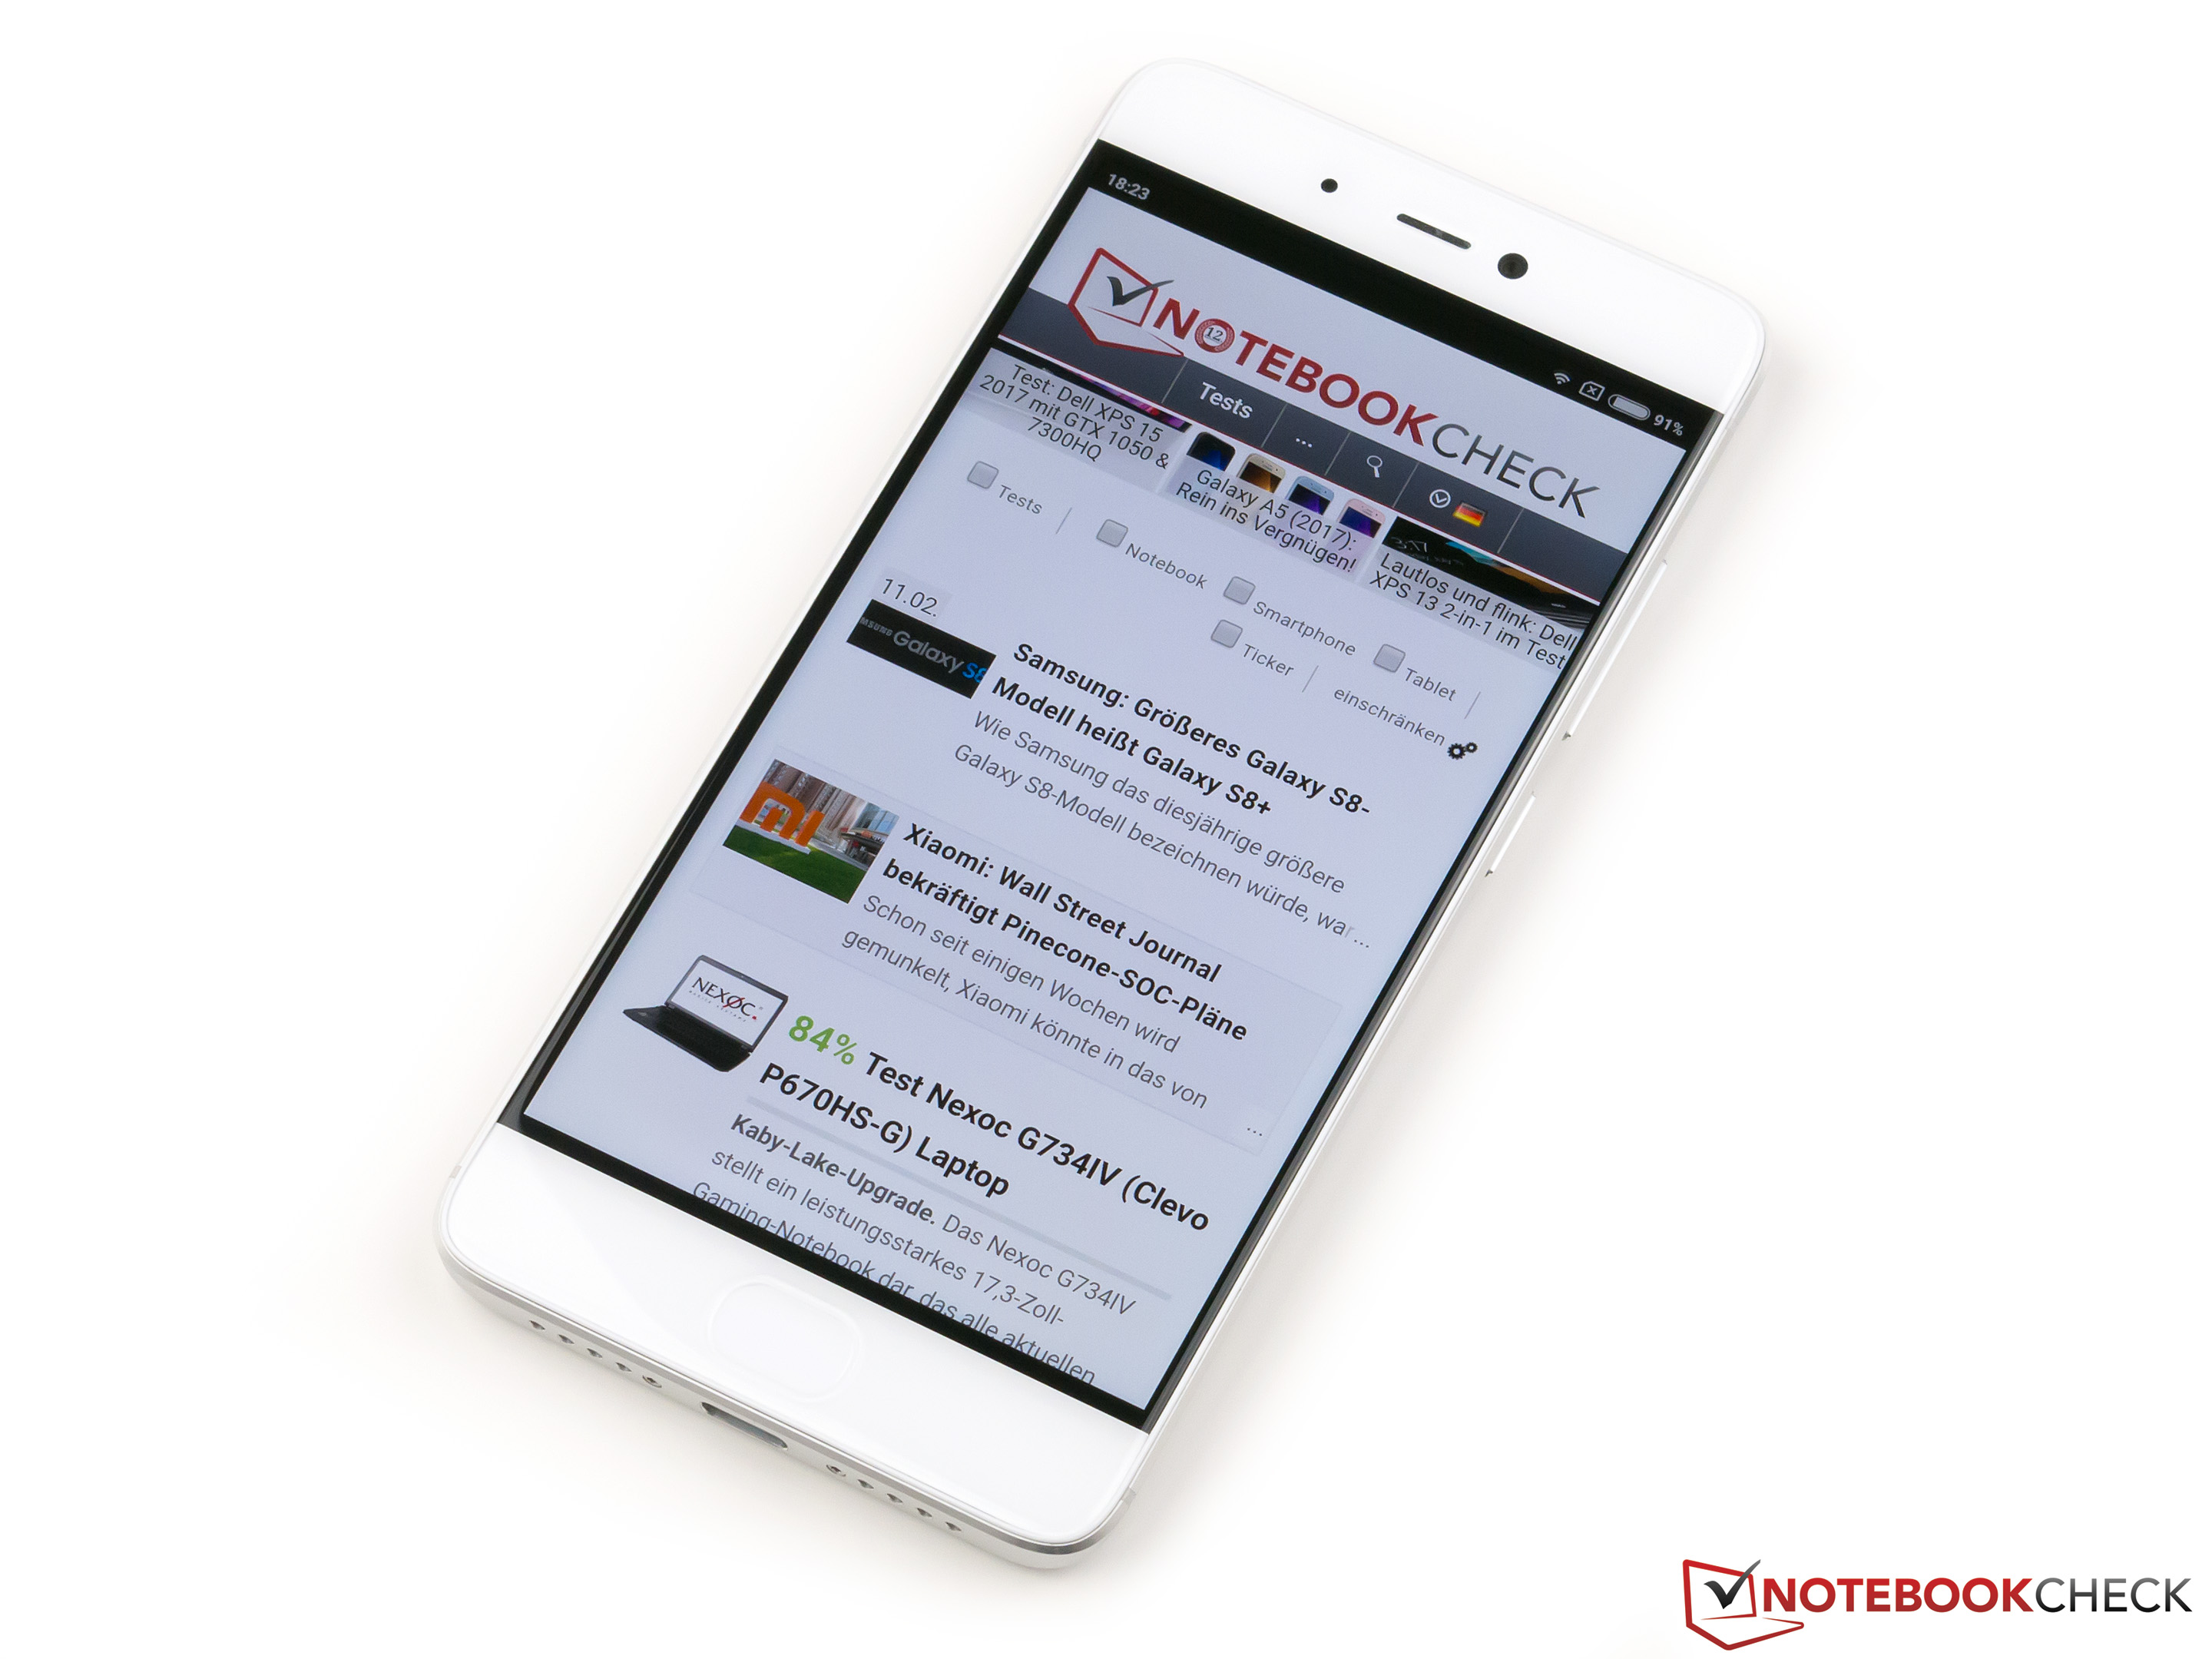 18:23
91%
NOTEBOOKCHECK
12
Tests
...
Test: Dell XPS 15
2017 mit GTX 1050 &
7300HQ
Galaxy A5 (2017):
Rein ins Vergnügen!
Lautlos und flink: Dell
XPS 13 2-in-1 im Test
Tests
Notebook
Smartphone
Tablet
Ticker
einschränken
11.02.
Galaxy S8
Samsung: Größeres Galaxy S8-
Modell heißt Galaxy S8+
Wie Samsung das diesjährige größere
Galaxy S8-Modell bezeichnen würde, war...
mi
Xiaomi: Wall Street Journal
bekräftigt Pinecone-SOC-Pläne
Schon seit einigen Wochen wird
gemunkelt, Xiaomi könnte in das von
...
NEXOC.
84% Test Nexoc G734IV (Clevo
P670HS-G) Laptop
Kaby-Lake-Upgrade. Das Nexoc G734IV
stellt ein leistungsstarkes 17,3-Zoll-
Gaming-Notebook dar, das alle aktuellen
NOTEBOOKCHECK